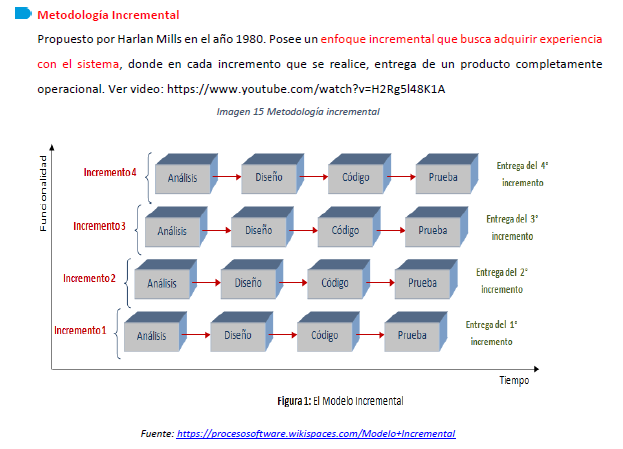 Metodología Incremental
Propuesto por Harlan Mills en el año 1980. Posee un enfoque incremental que busca adquirir experiencia
con el sistema, donde en cada incremento que se realice, entrega de un producto completamente
operacional. Ver video: https://www.youtube.com/watch?v=H2Rg5l48K1A
Imagen 15 Metodología incremental
Funcionalidad
Incremento 4
Análisis
Diseño
Código
Prueba
Entrega del 4°
incremento
Incremento 3
Análisis
Diseño
Código
Prueba
Entrega del 3°
incremento
Incremento 2
Análisis
Diseño
Código
Prueba
Entrega del 2°
incremento
Incremento 1
Análisis
Diseño
Código
Prueba
Entrega del 1°
incremento
Tiempo
Figura 1: El Modelo Incremental
Fuente: https://procesosoftware.wikispaces.com/Modelo+Incremental